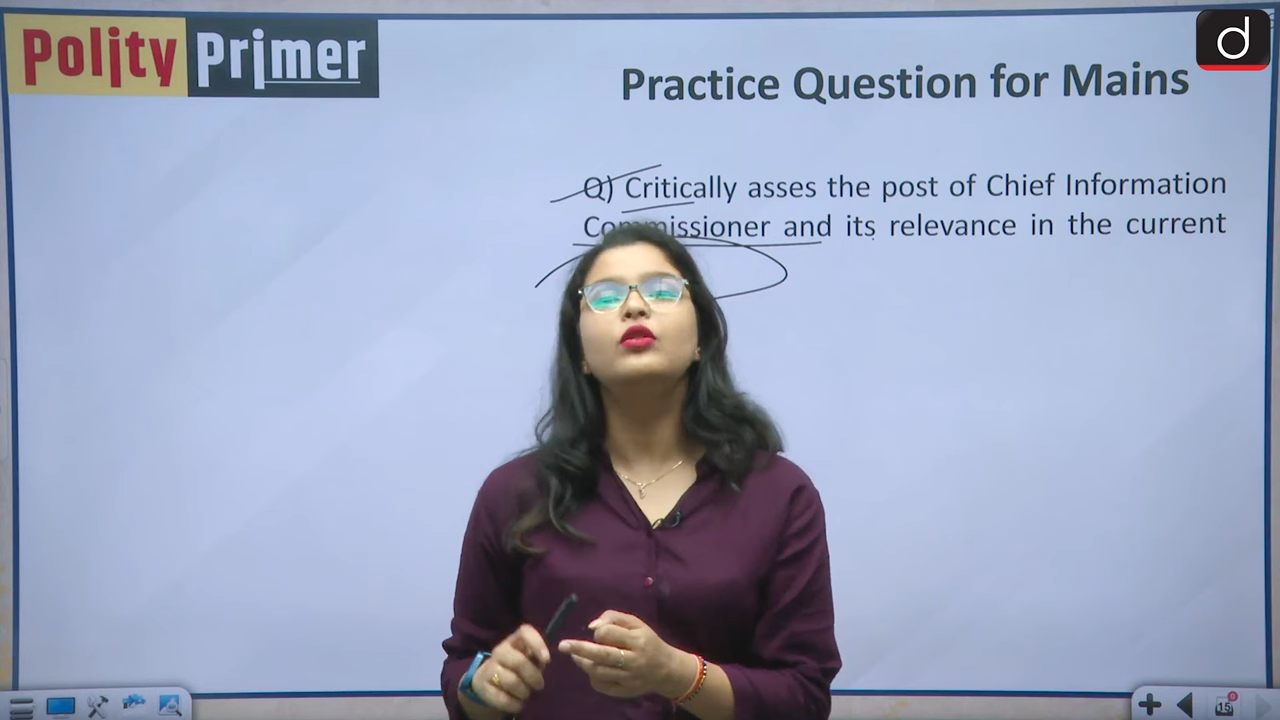 Polity Primer
d
Practice Question for Mains
Q) Critically asses the post of Chief Information
Commissioner and its relevance in the current
15